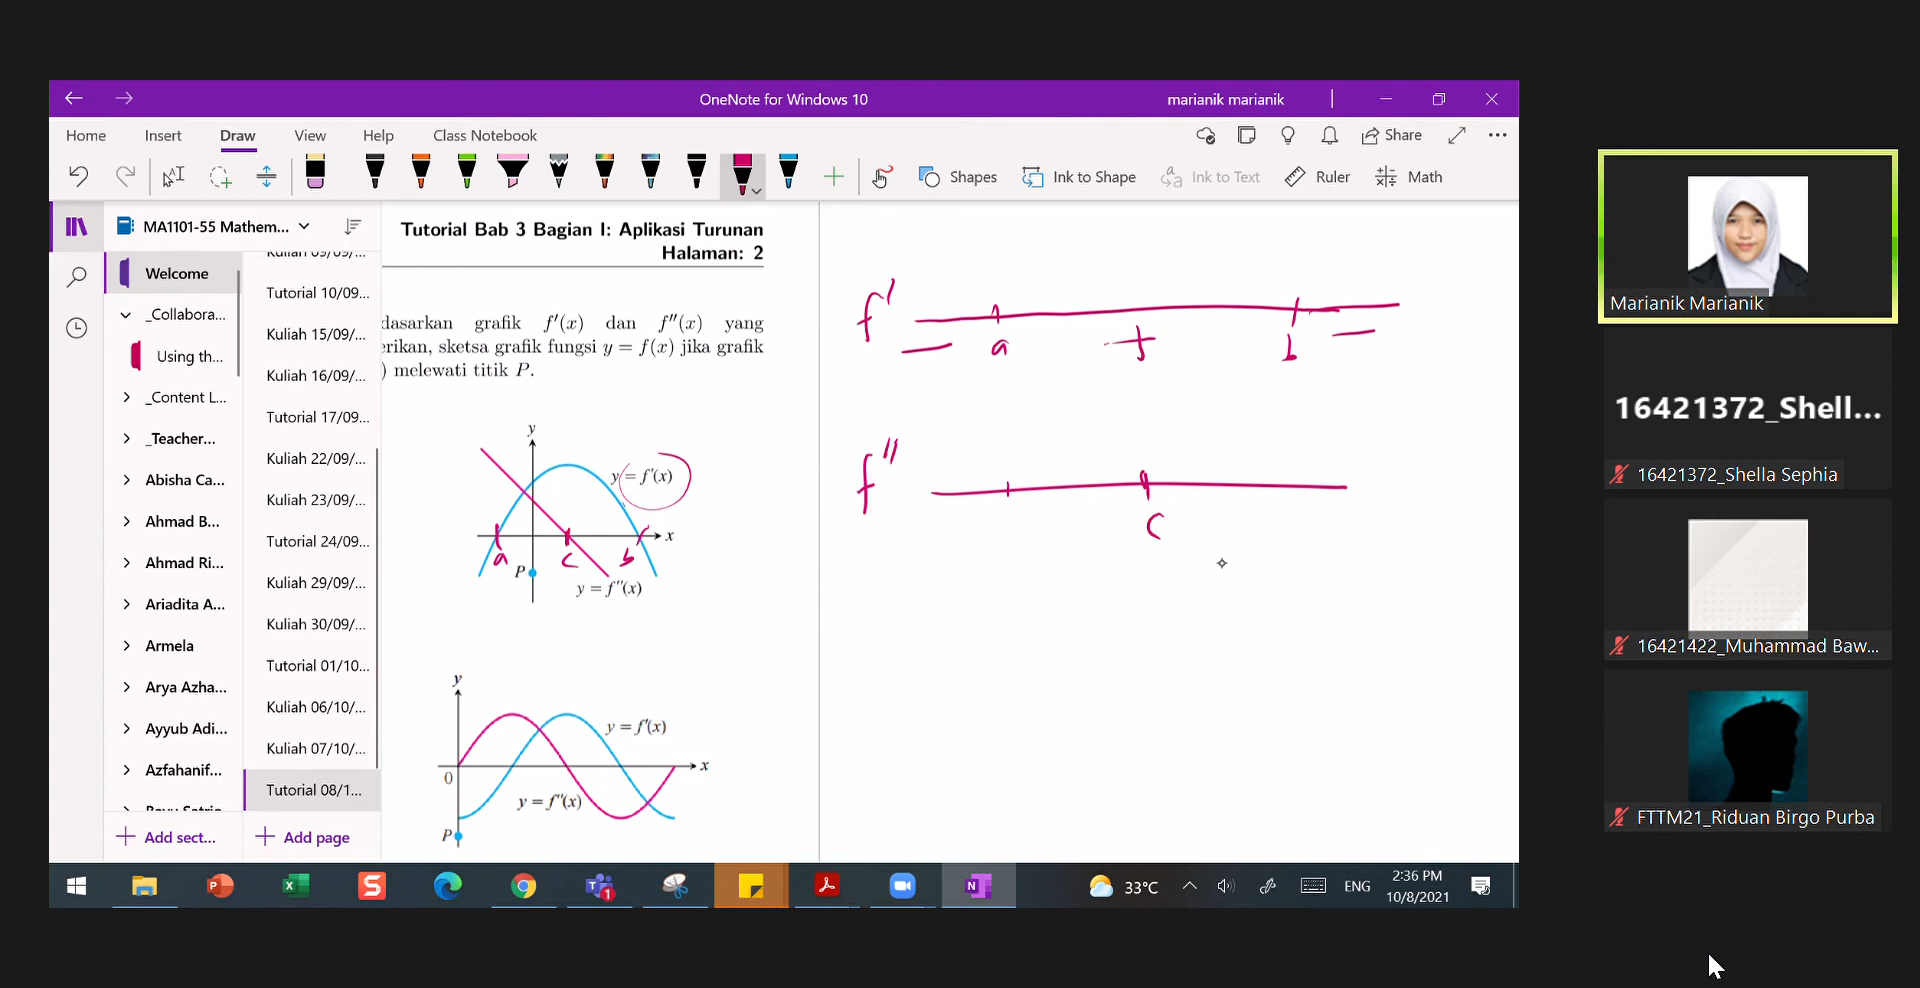 OneNote for Windows 10
marianik marianik
Home Insert Draw View Help Class Notebook
Share
Shapes Ink to Shape Ink to Text Ruler Math
MA1101-55 Mathem...
Welcome
_Collabora...
Using th...
_Content L...
_Teacher...
Abisha Ca...
Ahmad B...
Ahmad Ri...
Ariadita A...
Armela
Arya Azha...
Ayyub Adi...
Azfahanif...
Add sect...
Kuliah 09/09/...
Tutorial 10/09...
Kuliah 15/09/...
Kuliah 16/09/...
Tutorial 17/09...
Kuliah 22/09/...
Kuliah 23/09/...
Tutorial 24/09...
Kuliah 29/09/...
Kuliah 30/09/...
Tutorial 01/10...
Kuliah 06/10/...
Kuliah 07/10/...
Tutorial 08/1...
Add page
Tutorial Bab 3 Bagian I: Aplikasi Turunan
Halaman: 2
dasarkan grafik f′(x) dan f″(x) yang
erikan, sketsa grafik fungsi y = f(x) jika grafik
) melewati titik P.
y
y = f′(x)
x
a c b
P
y = f″(x)
y
y = f′(x)
x
0
y = f″(x)
P
f′
a + b
f″
c
33°C
ENG
2:36 PM
10/8/2021
Marianik Marianik
16421372_Shell...
16421372_Shella Sephia
16421422_Muhammad Baw...
FTTM21_Riduan Birgo Purba